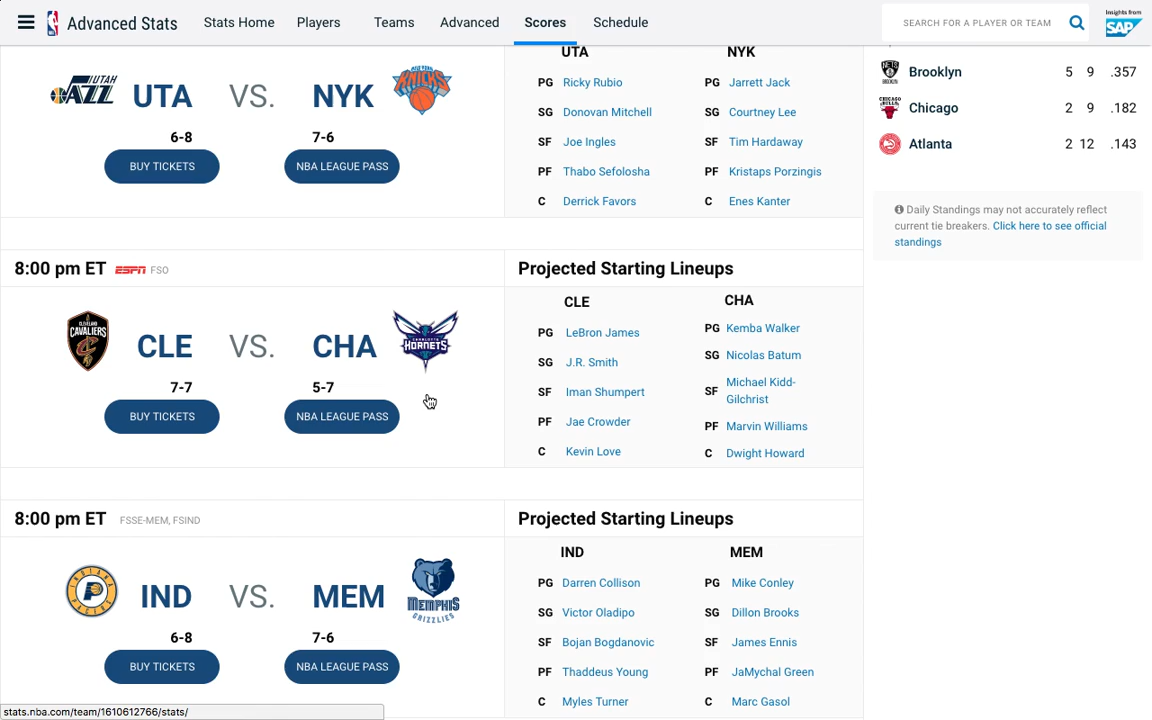 Advanced Stats Stats Home Players Teams Advanced Scores Schedule SEARCH FOR A PLAYER OR TEAM Insights from SAP
UTAH JAZZ UTA VS. NYK KNICKS
6-8 7-6
BUY TICKETS NBA LEAGUE PASS
UTA NYK
PG Ricky Rubio PG Jarrett Jack
SG Donovan Mitchell SG Courtney Lee
SF Joe Ingles SF Tim Hardaway
PF Thabo Sefolosha PF Kristaps Porzingis
C Derrick Favors C Enes Kanter
Brooklyn 5 9 .357
Chicago 2 9 .182
Atlanta 2 12 .143
Daily Standings may not accurately reflect
current tie breakers. Click here to see official
standings
8:00 pm ET ESPN FSO
CLEVELAND CAVALIERS CLE VS. CHA HORNETS
7-7 5-7
BUY TICKETS NBA LEAGUE PASS
Projected Starting Lineups
CLE CHA
PG LeBron James PG Kemba Walker
SG J.R. Smith SG Nicolas Batum
SF Iman Shumpert SF Michael Kidd-
Gilchrist
PF Jae Crowder PF Marvin Williams
C Kevin Love C Dwight Howard
8:00 pm ET FSSE-MEM, FSIND
IND VS. MEM MEMPHIS GRIZZLIES
6-8 7-6
BUY TICKETS NBA LEAGUE PASS
Projected Starting Lineups
IND MEM
PG Darren Collison PG Mike Conley
SG Victor Oladipo SG Dillon Brooks
SF Bojan Bogdanovic SF James Ennis
PF Thaddeus Young PF JaMychal Green
C Myles Turner C Marc Gasol
stats.nba.com/team/1610612766/stats/